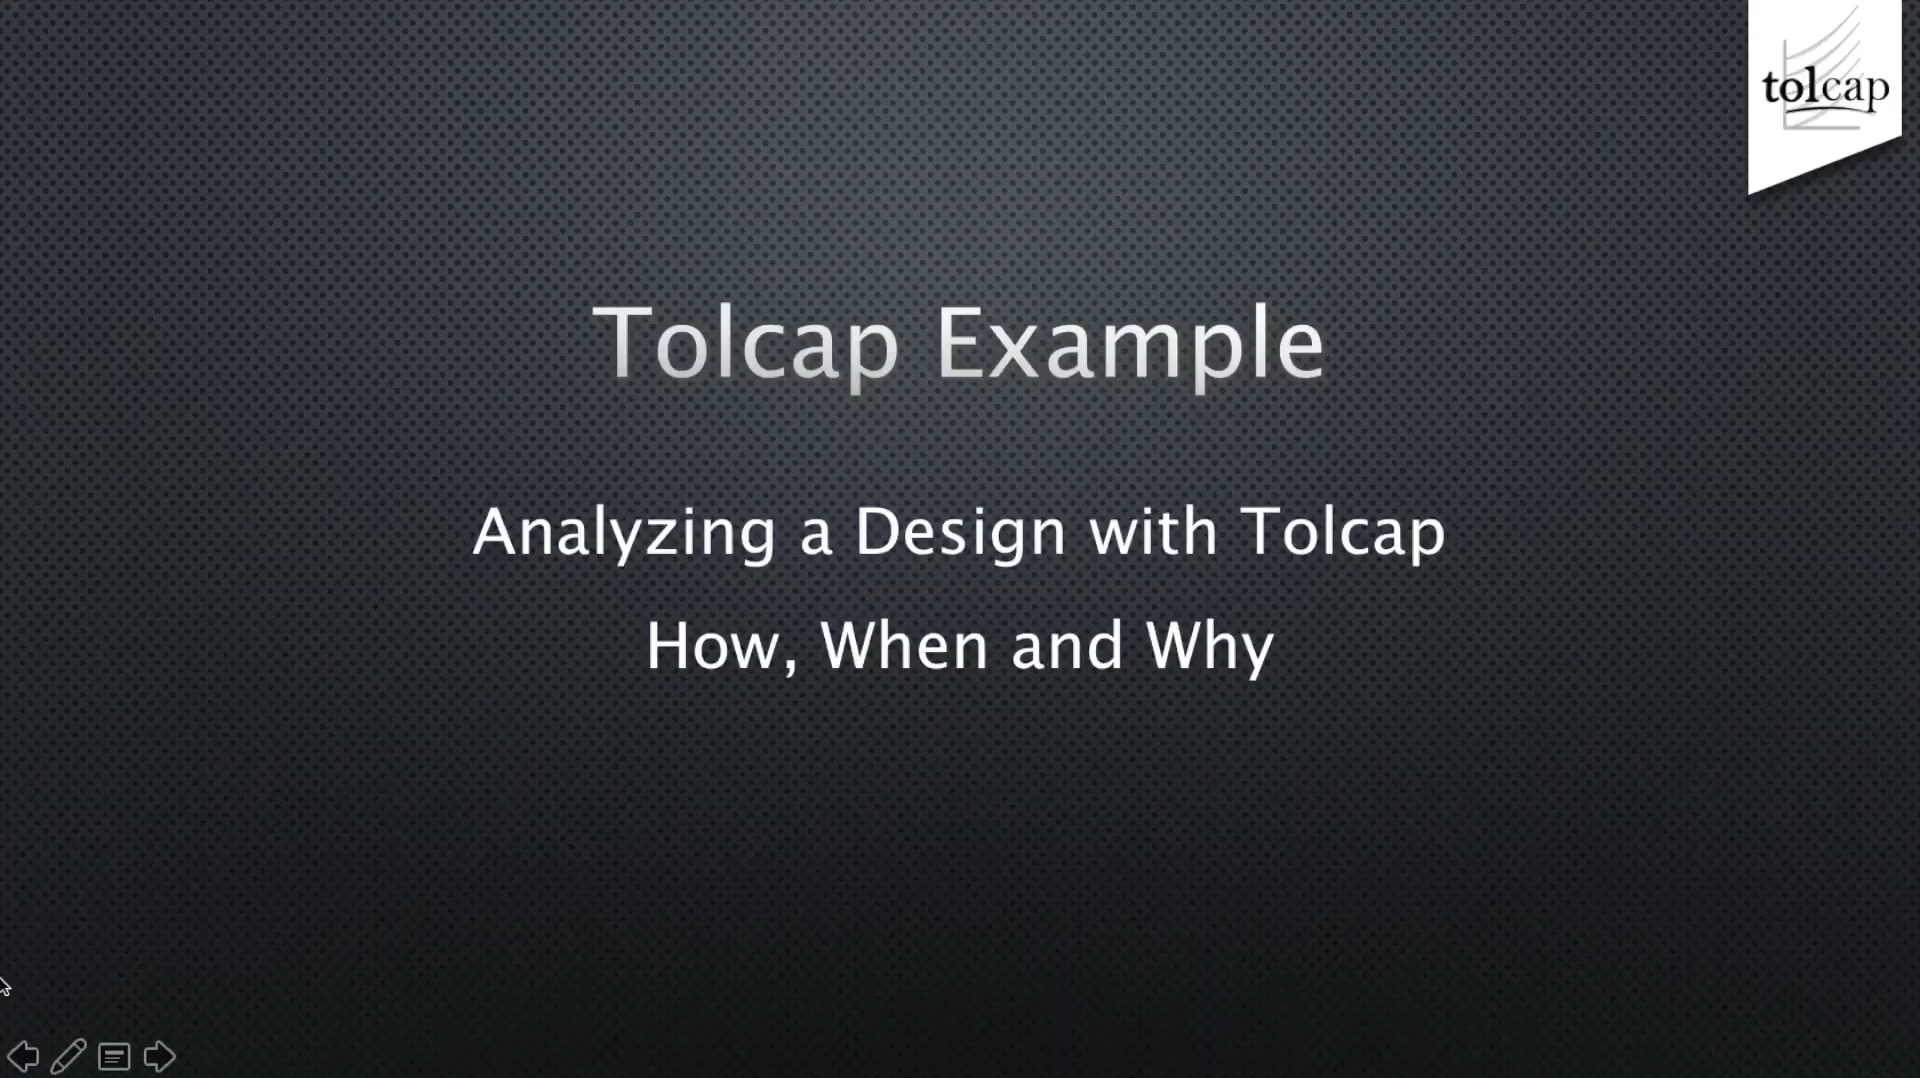 tolcap
Tolcap Example
Analyzing a Design with Tolcap
How, When and Why